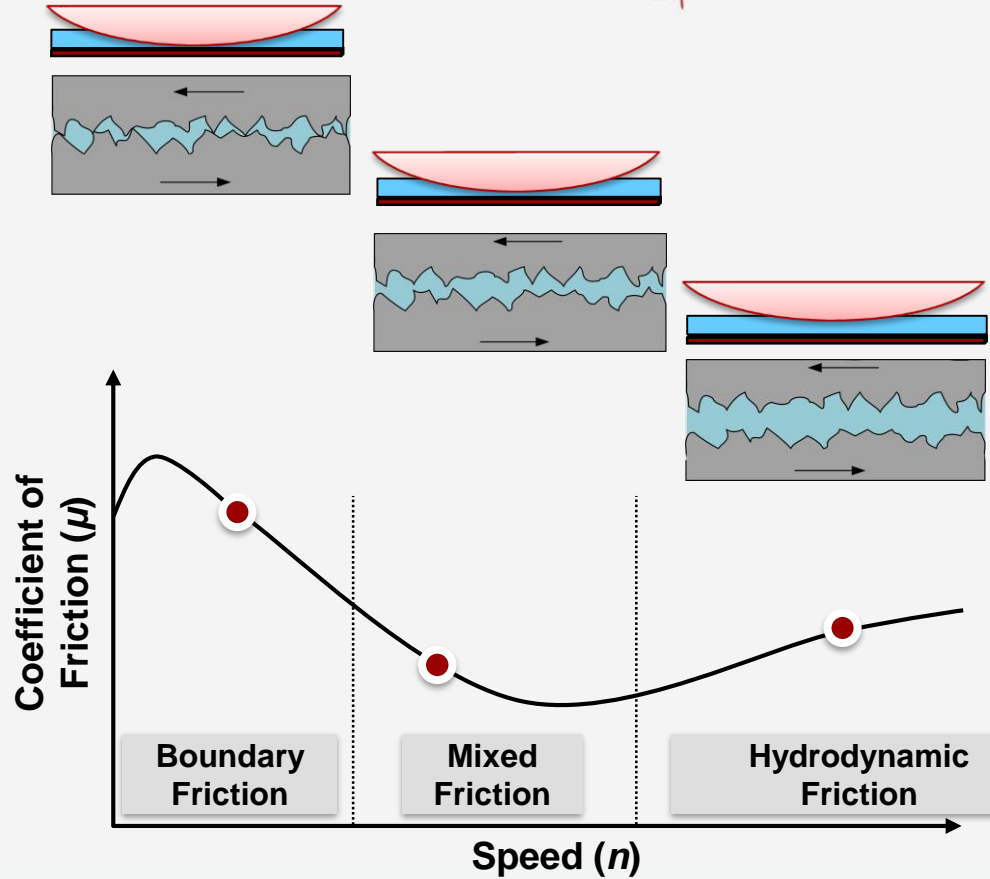 Coefficient of
Friction (μ)
Boundary
Friction
Mixed
Friction
Hydrodynamic
Friction
Speed (n)